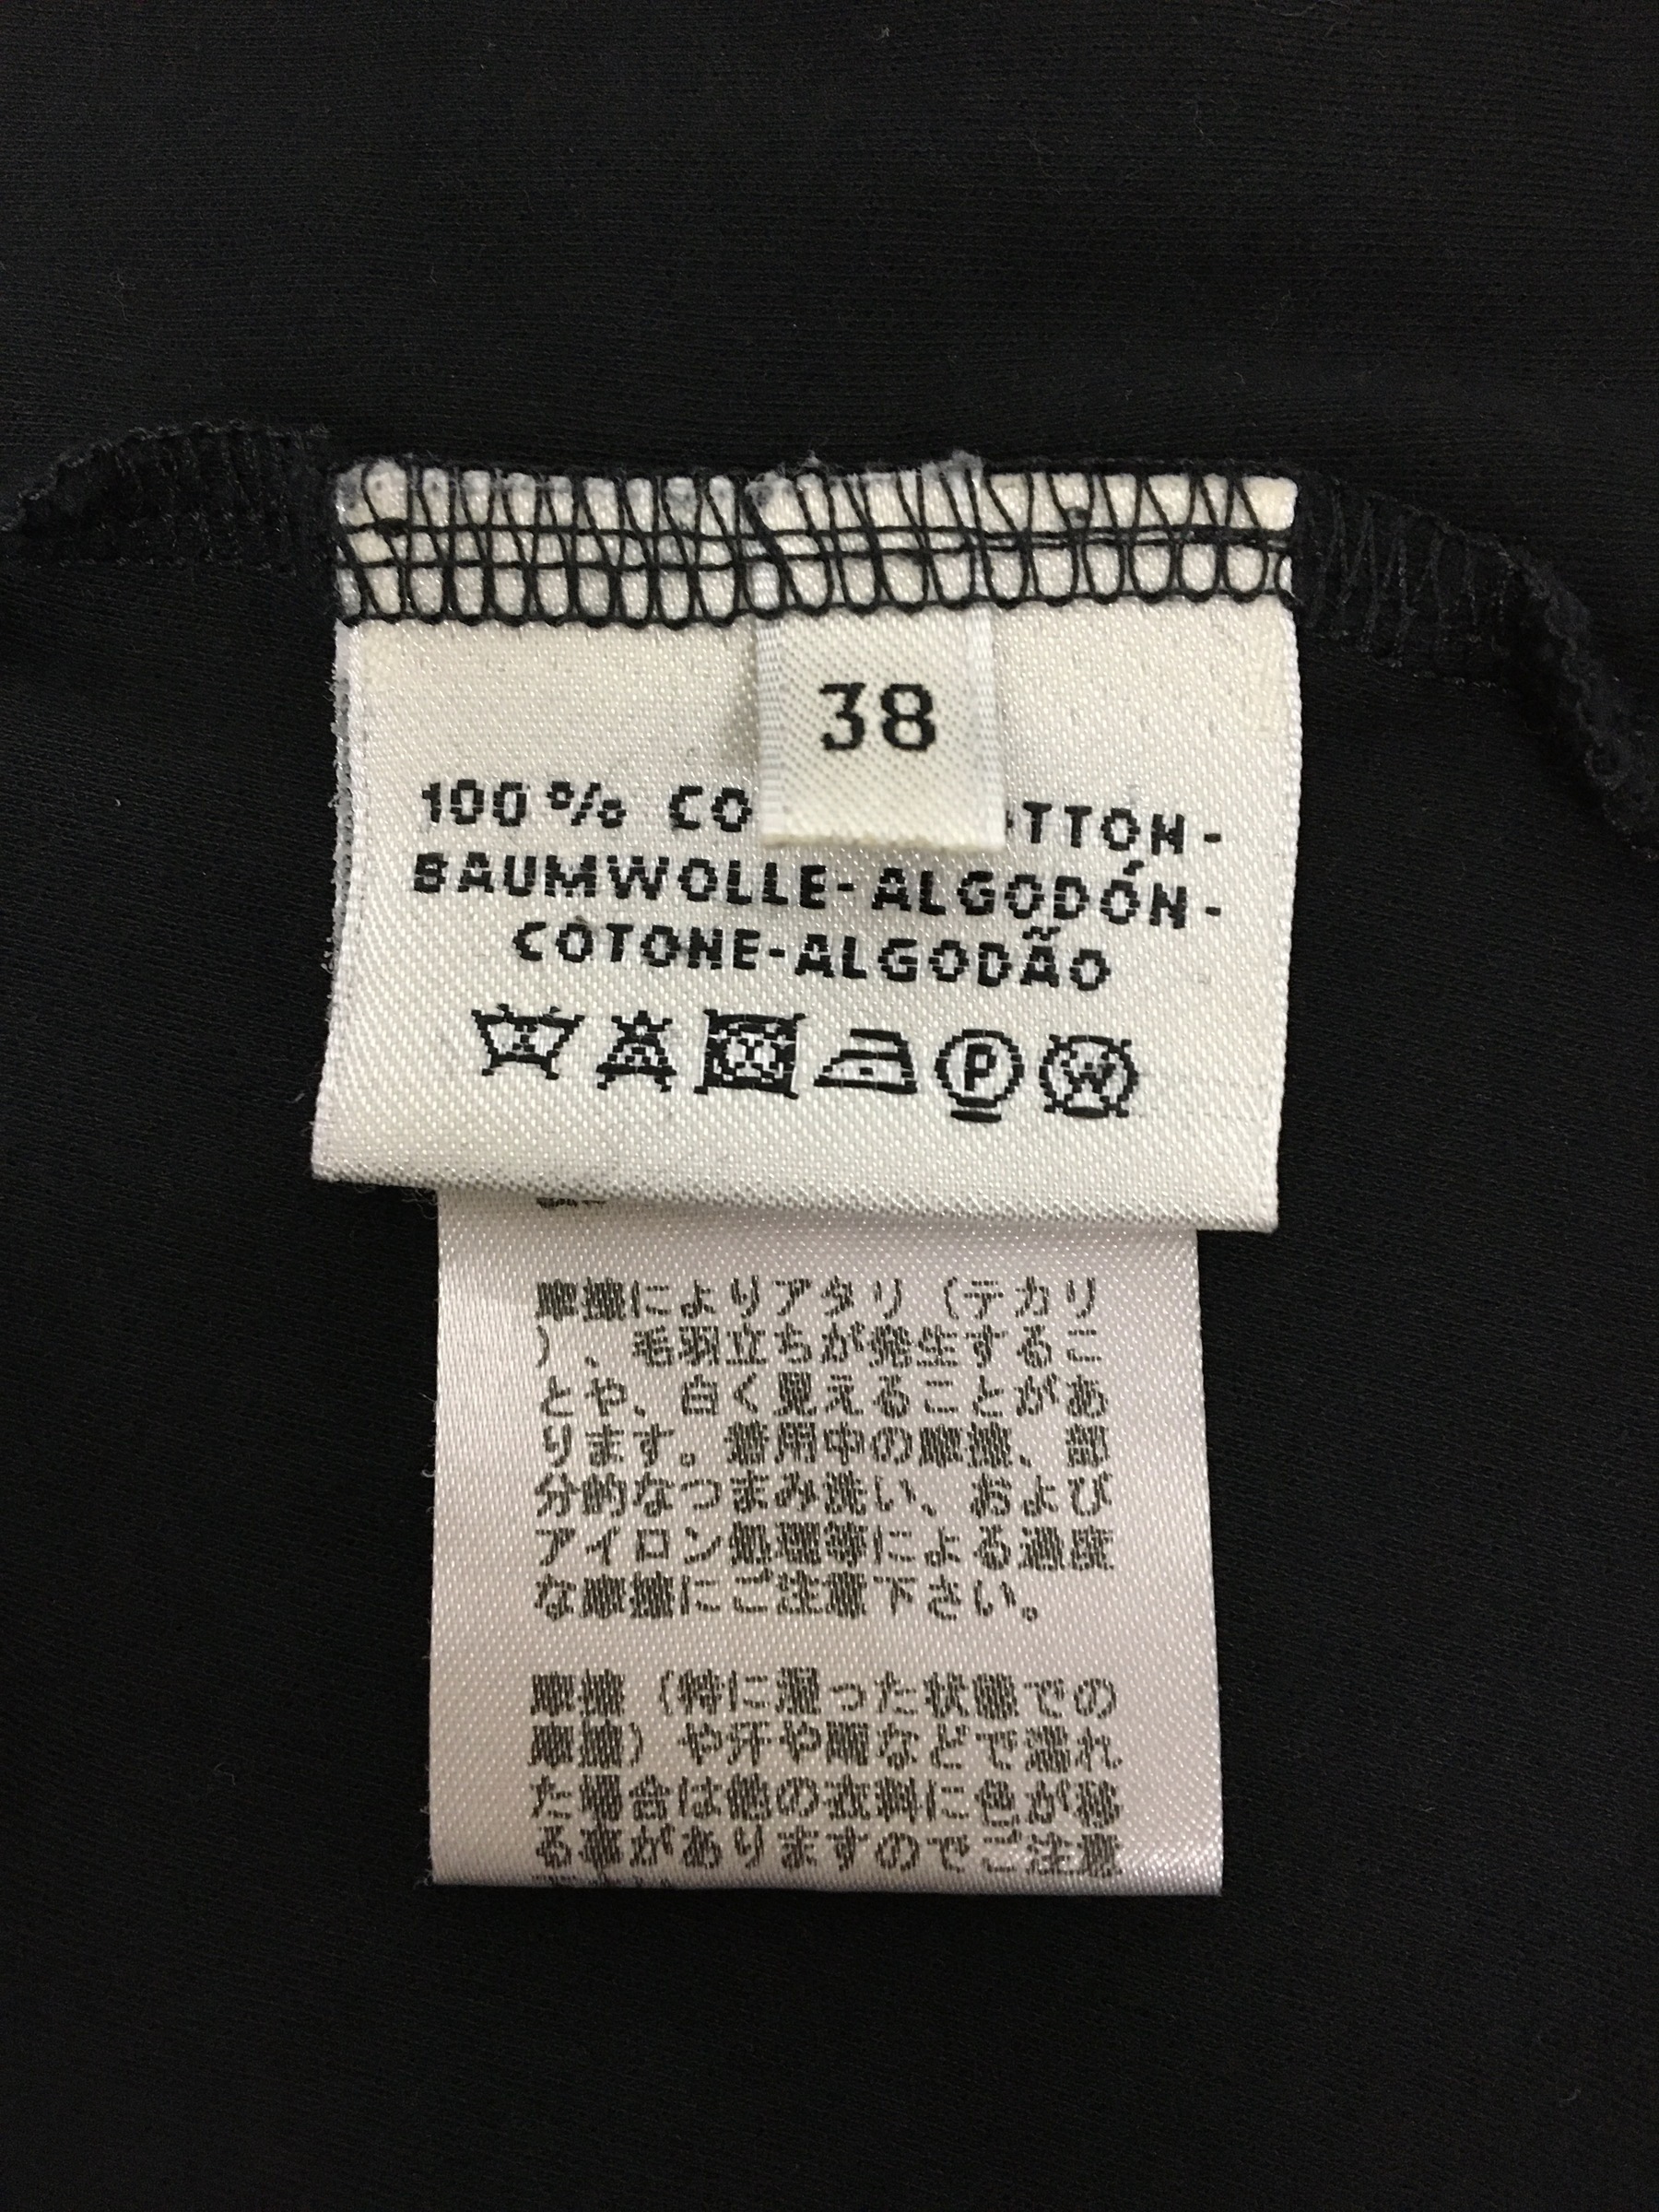 38
100% CO OTTON-
BAUMWOLLE-ALGODÓN-
COTONE-ALGODÃO
P W
摩擦によりアタリ（テカリ
）、毛羽立ちが発生するこ
とや、白く見えることがあ
ります。着用中の摩擦、部
分的なつまみ洗い、および
アイロン処理等による過度
な摩擦にご注意下さい。
摩擦（特に湿った状態での
摩擦）や汗や雨などで濡れ
た場合は他の衣料に色が移
る事がありますのでご注意